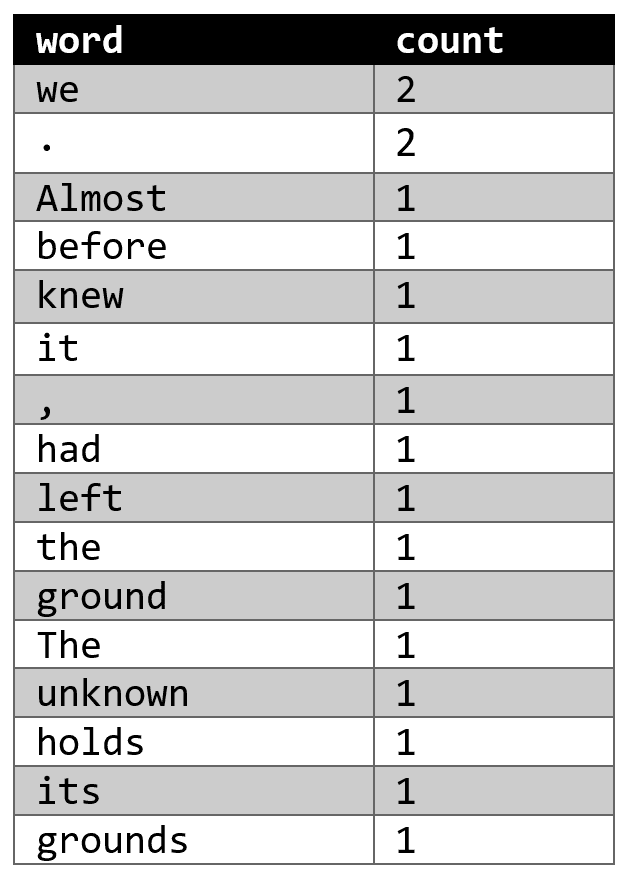 word count
we 2
. 2
Almost 1
before 1
knew 1
it 1
, 1
had 1
left 1
the 1
ground 1
The 1
unknown 1
holds 1
its 1
grounds 1